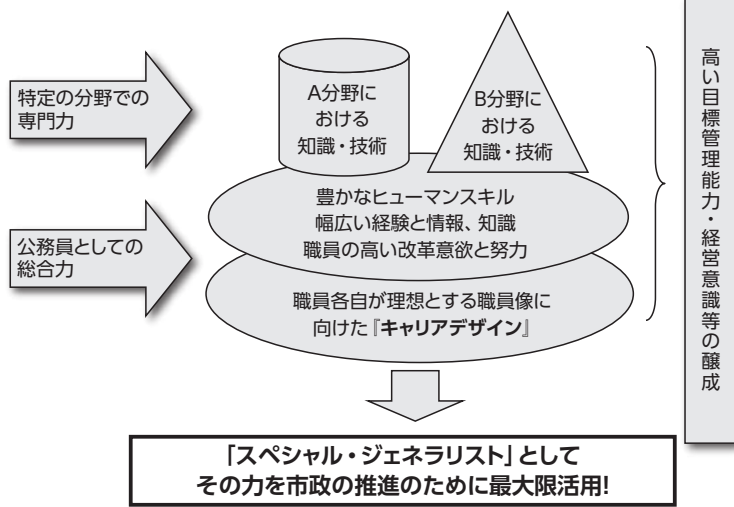 特定の分野での
専門力
A分野に
おける
知識・技術
B分野に
おける
知識・技術
公務員としての
総合力
豊かなヒューマンスキル
幅広い経験と情報、知識
職員の高い改革意欲と努力
職員各自が理想とする職員像に
向けた『キャリアデザイン』
高い目標管理能力・経営意識等の醸成
「スペシャル・ジェネラリスト」として
その力を市政の推進のために最大限活用!